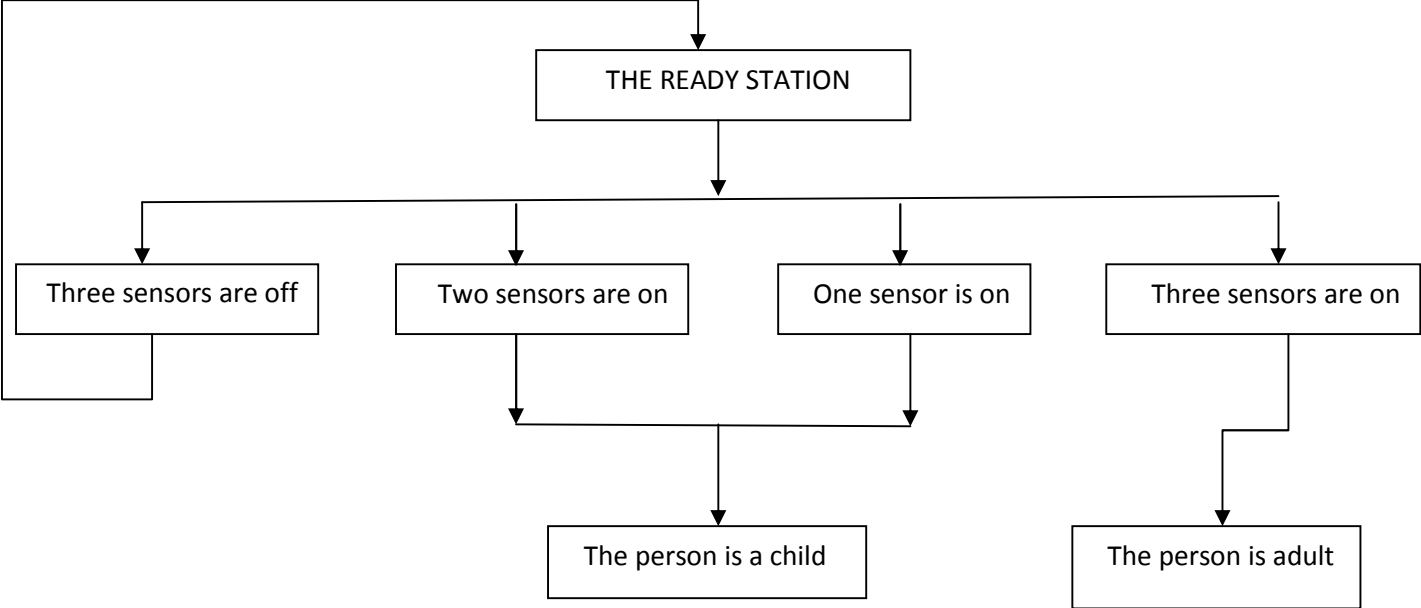 THE READY STATION
Three sensors are off
Two sensors are on
One sensor is on
Three sensors are on
The person is a child
The person is adult